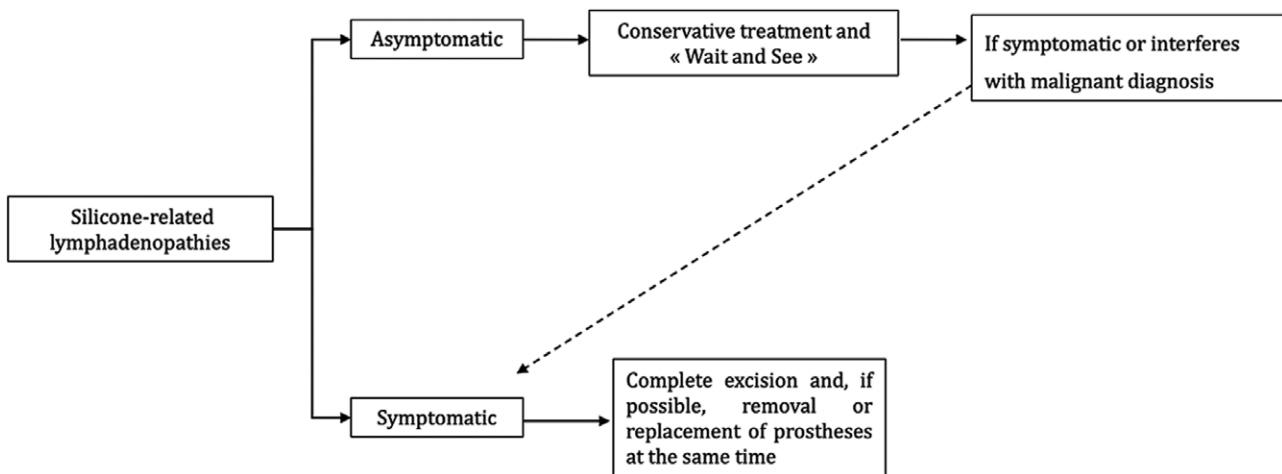 Asymptomatic
Conservative treatment and
« Wait and See »
If symptomatic or interferes
with malignant diagnosis
Silicone-related
lymphadenopathies
Symptomatic
Complete excision and, if
possible, removal or
replacement of prostheses
at the same time